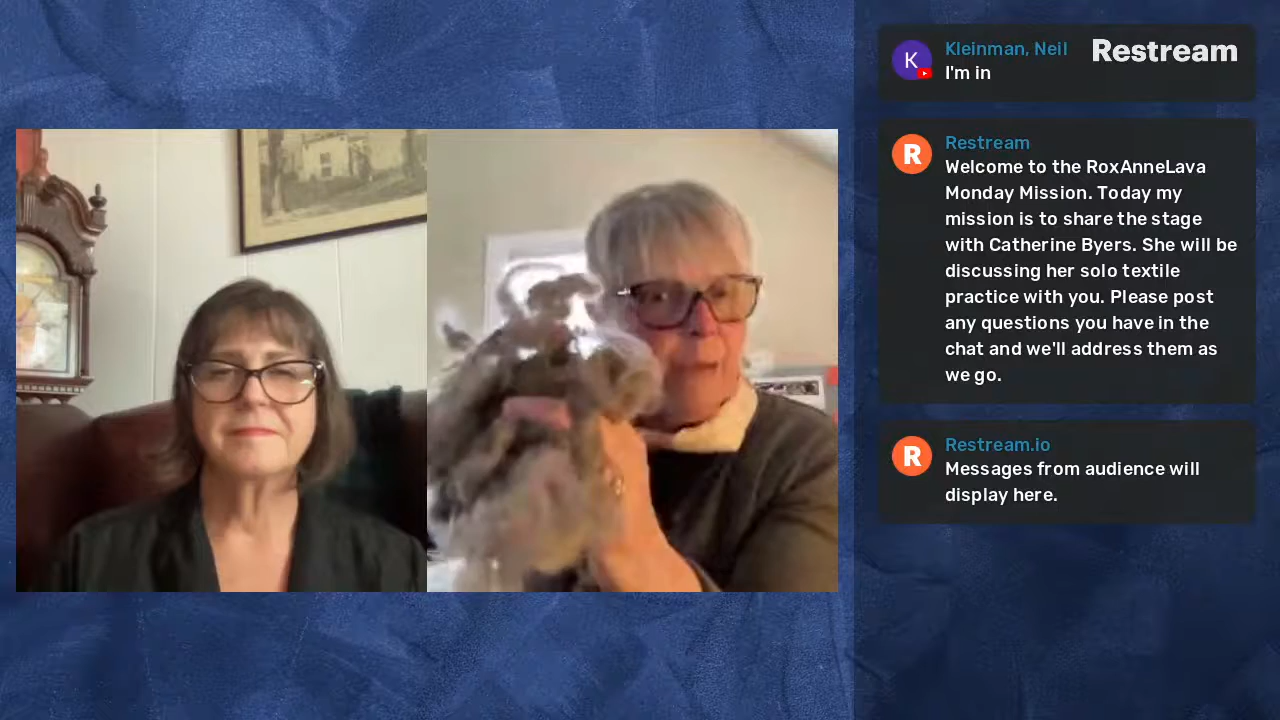 Kleinman, Neil
I'm in
K
Restream
R
Restream
Welcome to the RoxAnneLava
Monday Mission. Today my
mission is to share the stage
with Catherine Byers. She will be
discussing her solo textile
practice with you. Please post
any questions you have in the
chat and we'll address them as
we go.
R
Restream.io
Messages from audience will
display here.